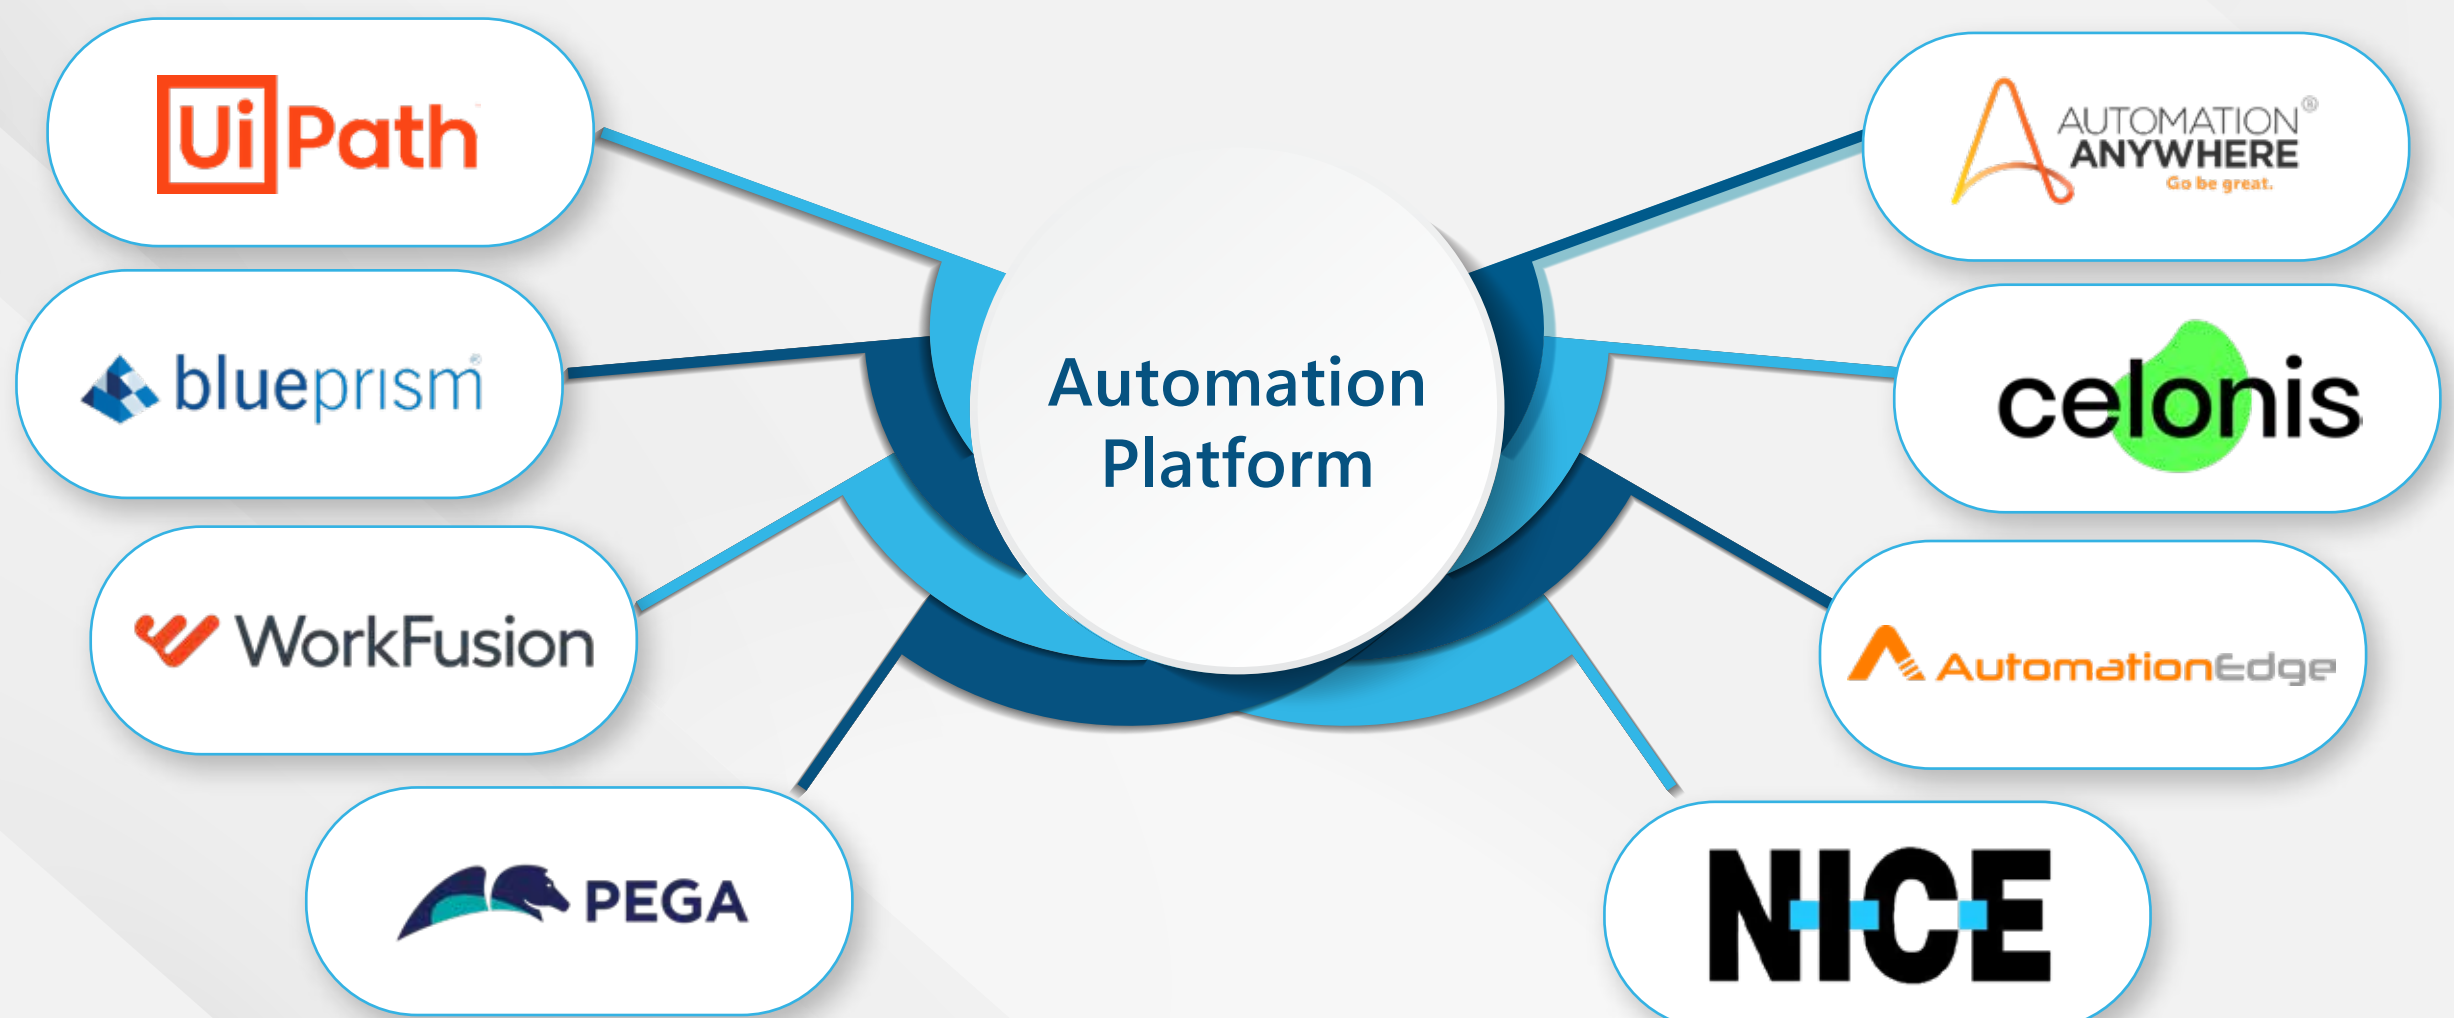 UiPath
AUTOMATION®
ANYWHERE
Go be great.
blueprism®
celonis
Automation
Platform
WorkFusion
AutomationEdge
PEGA
NICE